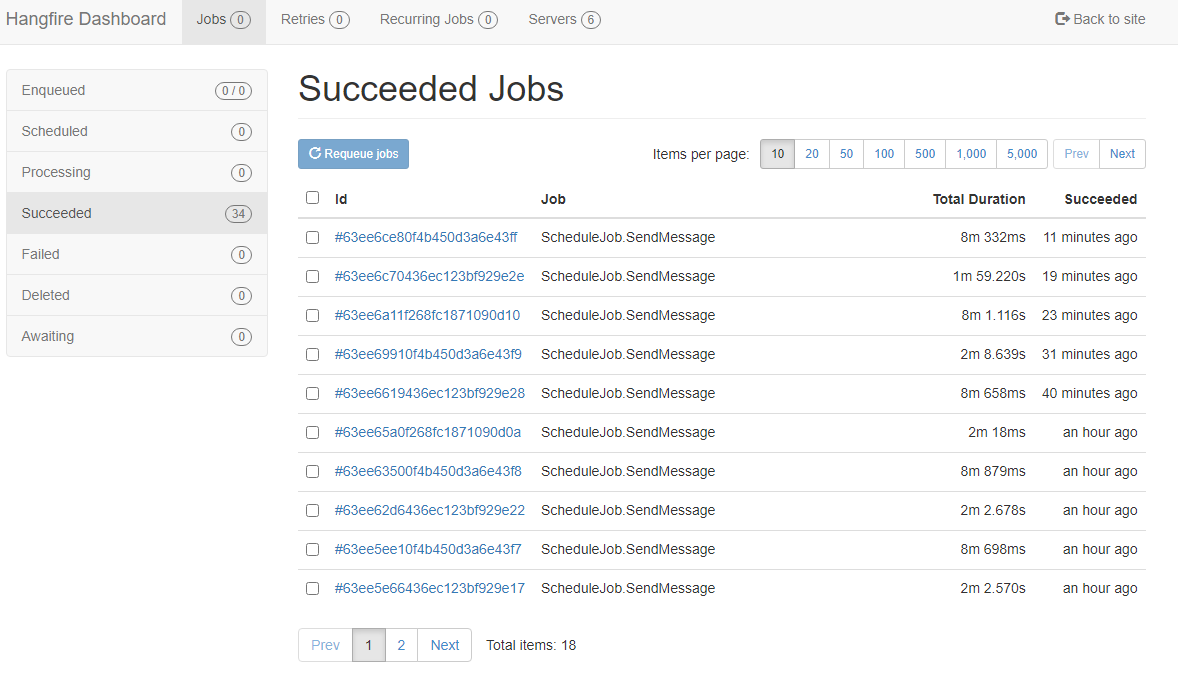 Hangfire Dashboard Jobs 0 Retries 0 Recurring Jobs 0 Servers 6 Back to site
Enqueued 0 / 0
Scheduled 0
Processing 0
Succeeded 34
Failed 0
Deleted 0
Awaiting 0
Succeeded Jobs
Requeue jobs Items per page: 10 20 50 100 500 1,000 5,000 Prev Next
Id Job Total Duration Succeeded
#63ee6ce80f4b450d3a6e43ff ScheduleJob.SendMessage 8m 332ms 11 minutes ago
#63ee6c70436ec123bf929e2e ScheduleJob.SendMessage 1m 59.220s 19 minutes ago
#63ee6a11f268fc1871090d10 ScheduleJob.SendMessage 8m 1.116s 23 minutes ago
#63ee69910f4b450d3a6e43f9 ScheduleJob.SendMessage 2m 8.639s 31 minutes ago
#63ee6619436ec123bf929e28 ScheduleJob.SendMessage 8m 658ms 40 minutes ago
#63ee65a0f268fc1871090d0a ScheduleJob.SendMessage 2m 18ms an hour ago
#63ee63500f4b450d3a6e43f8 ScheduleJob.SendMessage 8m 879ms an hour ago
#63ee62d6436ec123bf929e22 ScheduleJob.SendMessage 2m 2.678s an hour ago
#63ee5ee10f4b450d3a6e43f7 ScheduleJob.SendMessage 8m 698ms an hour ago
#63ee5e66436ec123bf929e17 ScheduleJob.SendMessage 2m 2.570s an hour ago
Prev 1 2 Next Total items: 18